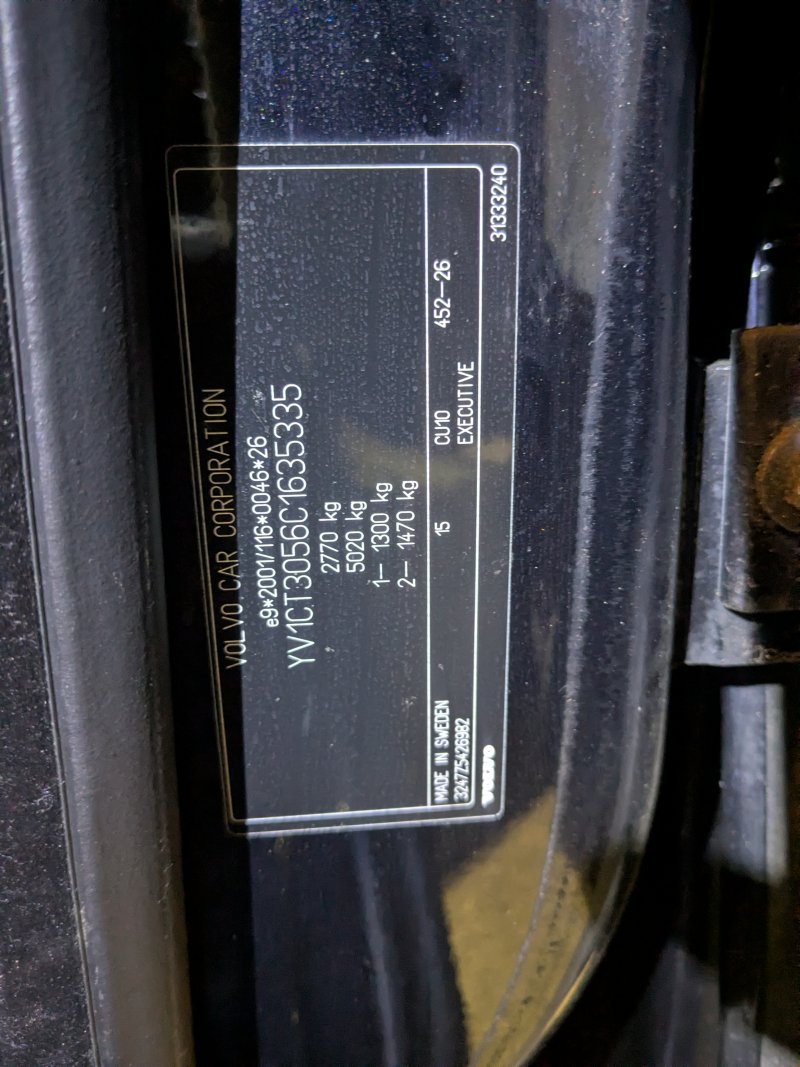 VOLVO CAR CORPORATION
e9*2001/116*0046*26
YV1CT3056C1635335
2770 kg
5020 kg
1— 1300 kg
2— 1470 kg
MADE IN SWEDEN 15 CU10 452—26
3247Z5426982 EXECUTIVE
VOLVO 31333240